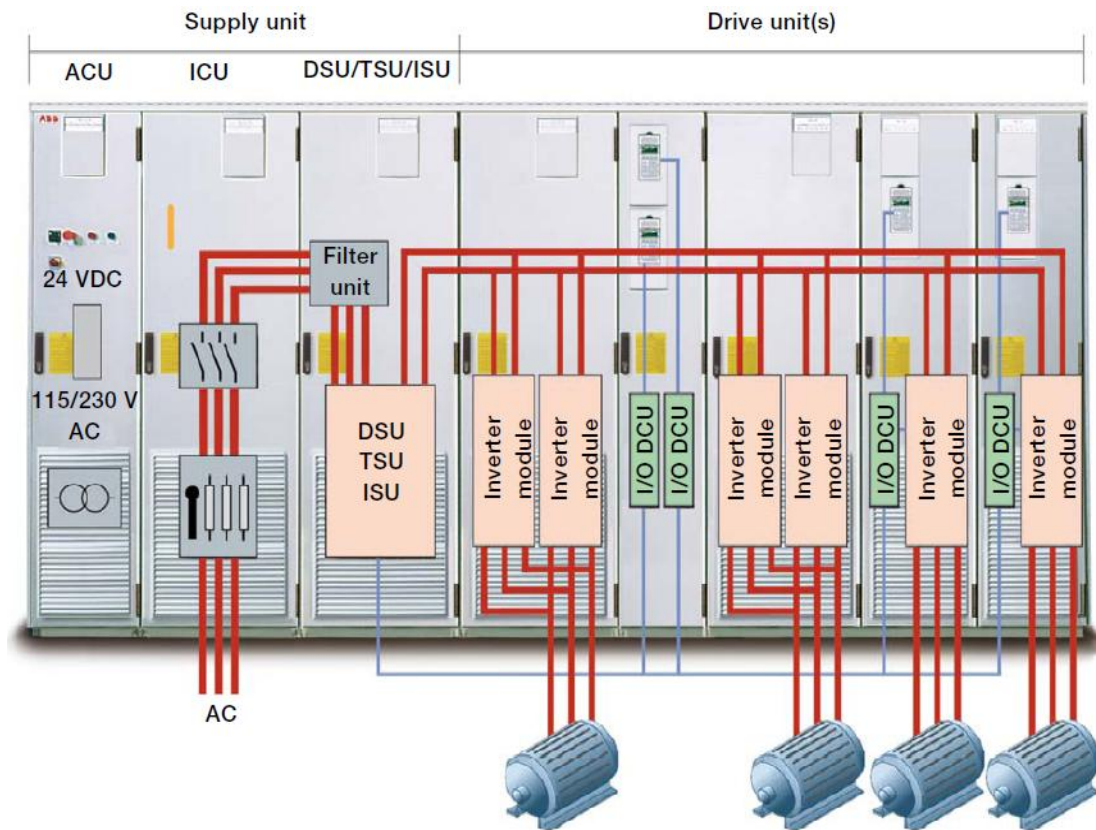 Supply unit
Drive unit(s)
ACU
ICU
DSU/TSU/ISU
ABB
Filter
unit
24 VDC
115/230 V
AC
DSU
TSU
ISU
Inverter
module
Inverter
module
I/O DCU
I/O DCU
Inverter
module
Inverter
module
I/O DCU
Inverter
module
I/O DCU
Inverter
module
AC